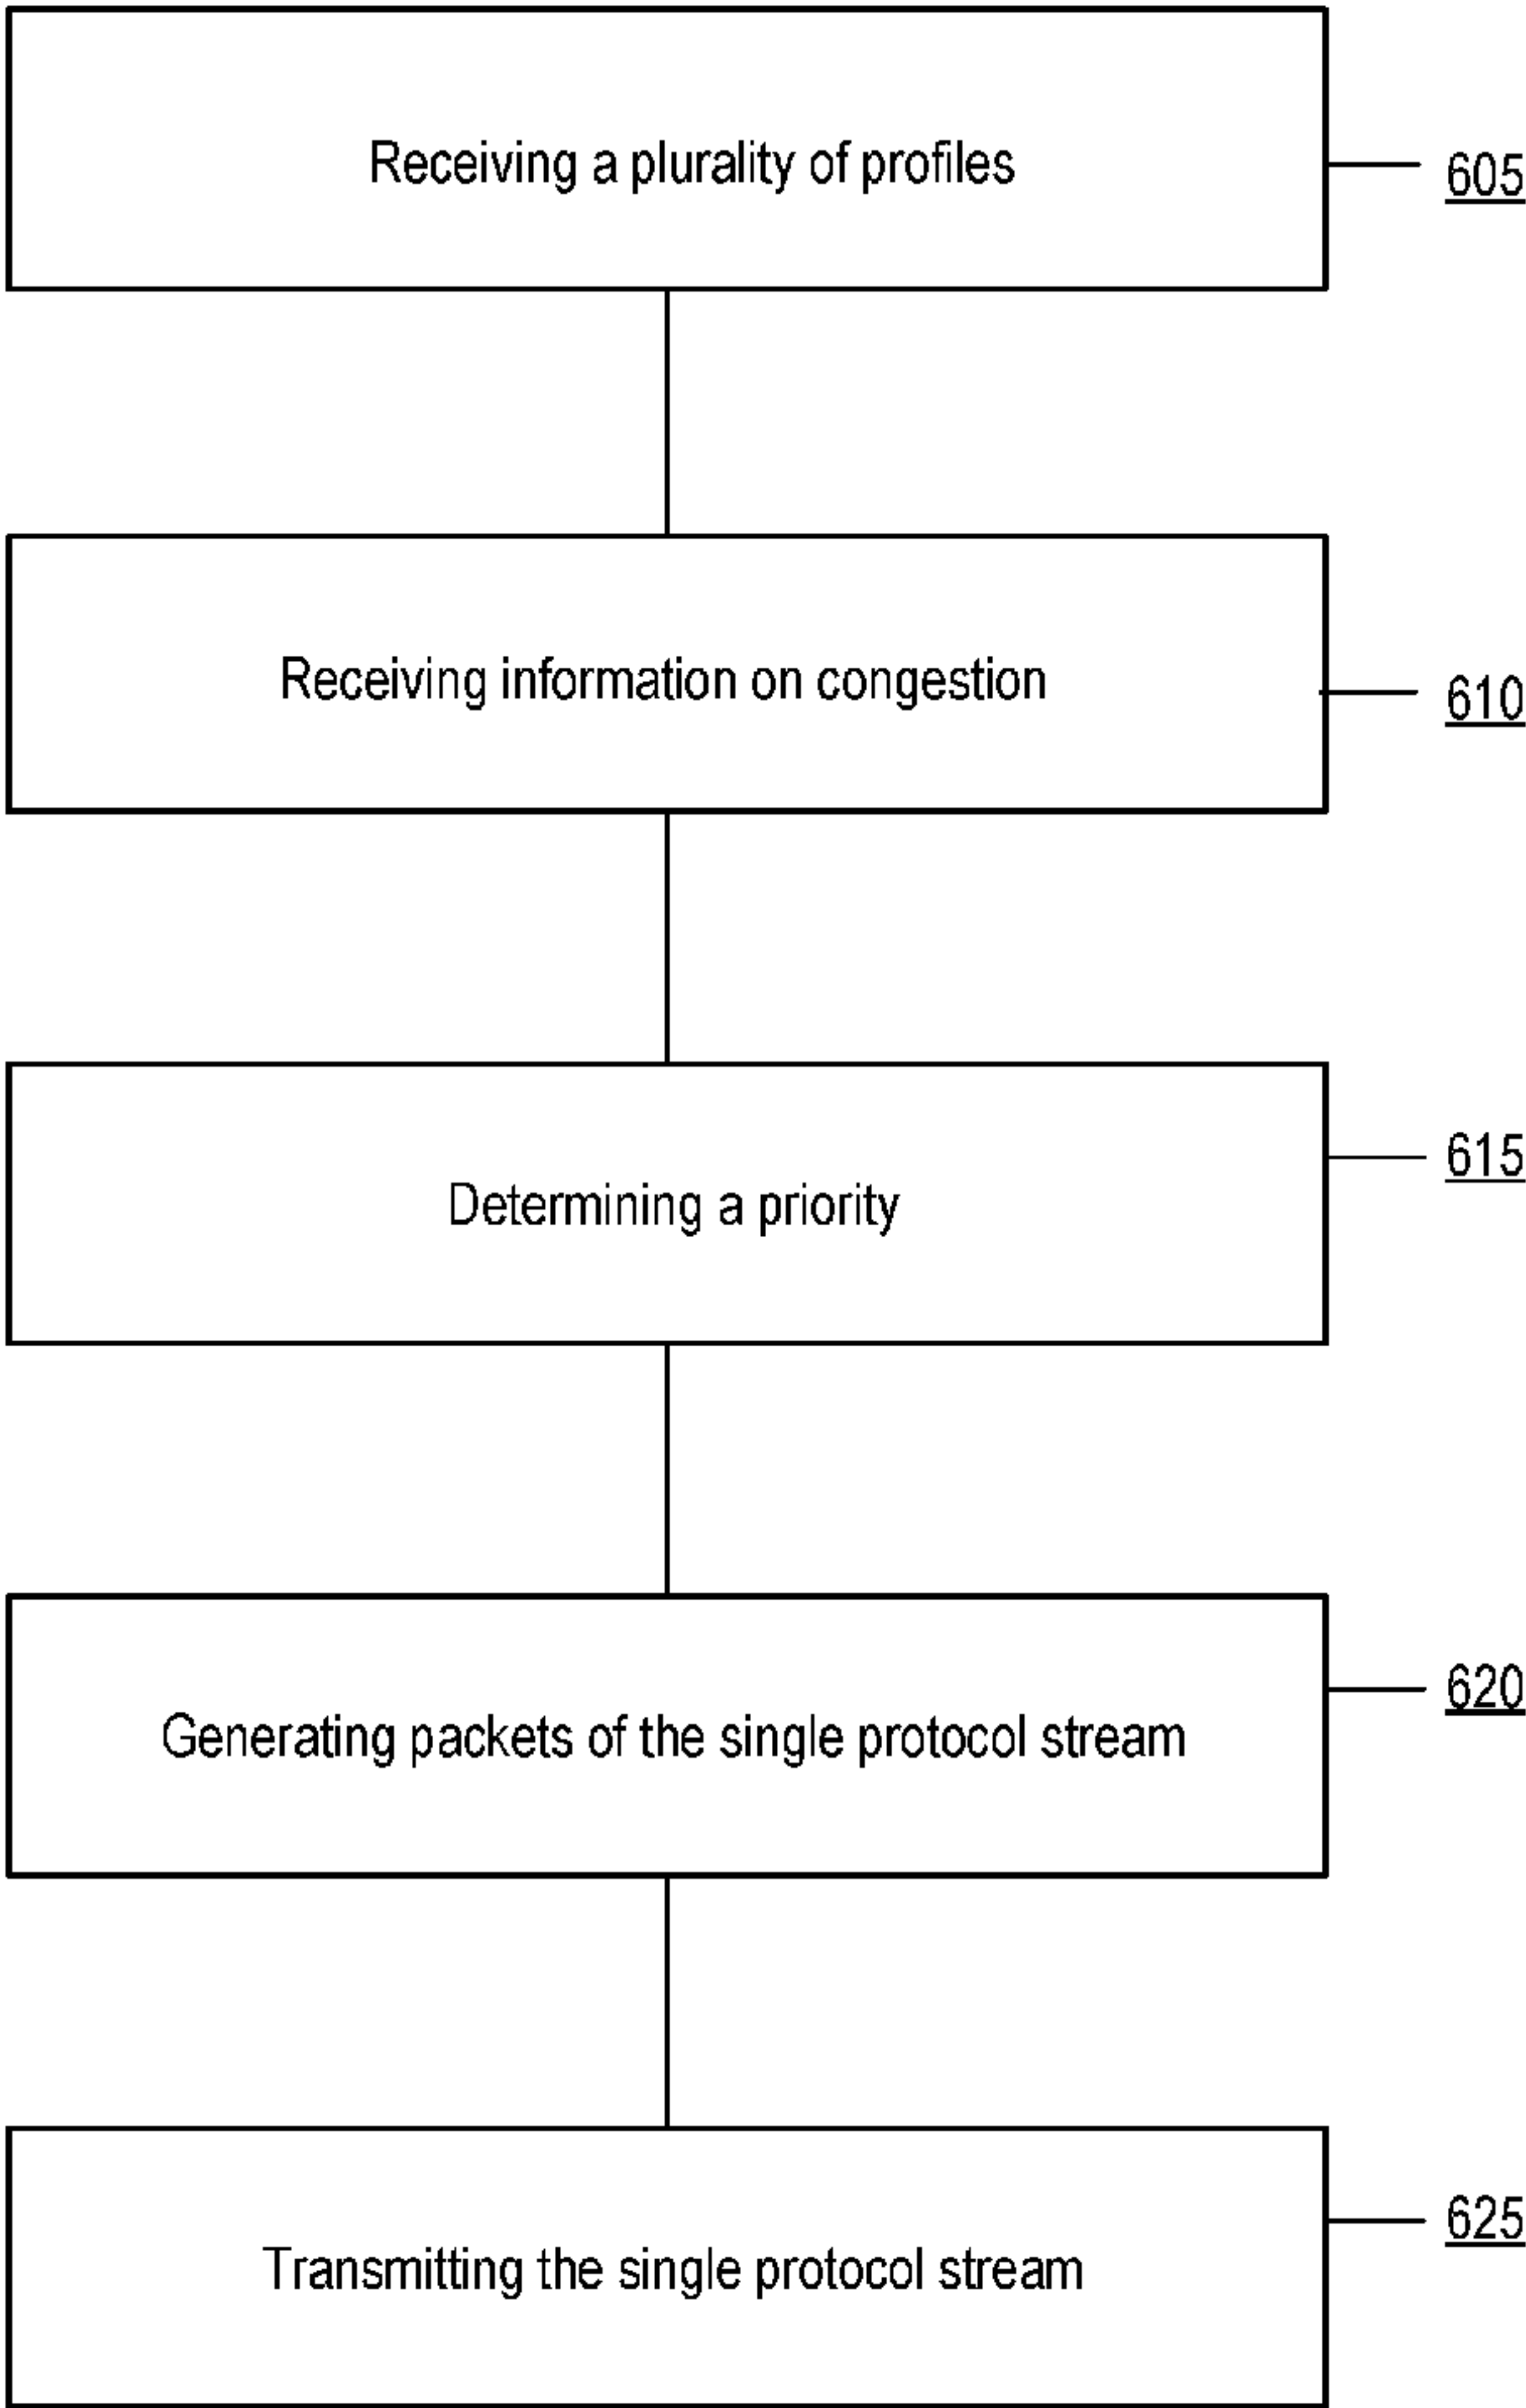 Receiving a plurality of profiles
605
Receiving information on congestion
610
Determining a priority
615
Generating packets of the single protocol stream
620
Transmitting the single protocol stream
625